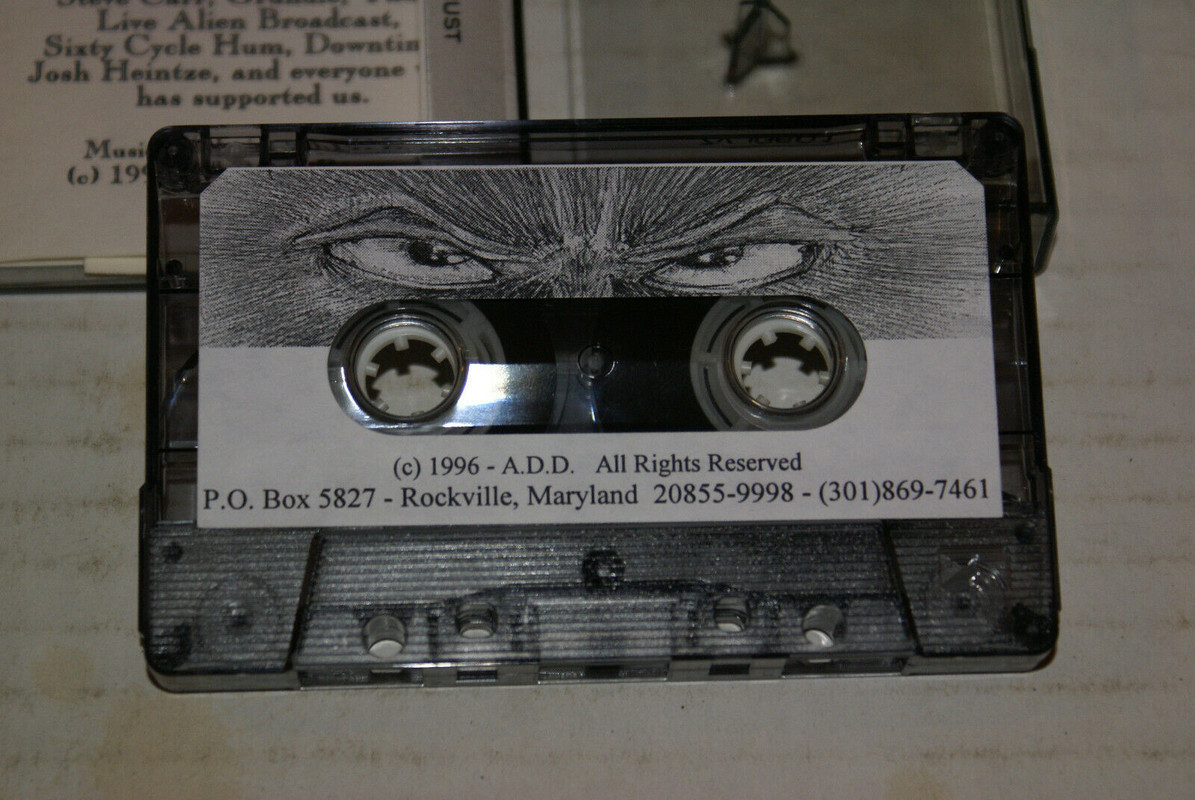 Live Alien Broadcast,
Sixty Cycle Hum,
Josh Heintze, and everyone
has supported us.
UST
(c)
(c) 1996 - A.D.D. All Rights Reserved
P.O. Box 5827 - Rockville, Maryland 20855-9998 - (301)869-7461